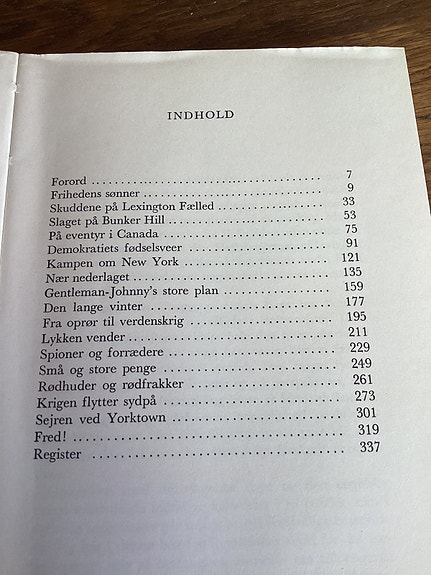 INDHOLD
Forord ........................................ 7
Frihedens sønner ........................................ 9
Skuddene på Lexington Fælled ........................ 33
Slaget på Bunker Hill ................................ 53
På eventyr i Canada ................................ 75
Demokratiets fødselsveer ............................ 91
Kampen om New York ............................ 121
Nær nederlaget .................................... 135
Gentleman-Johnny's store plan .................... 159
Den lange vinter ................................ 177
Fra oprør til verdenskrig ........................ 195
Lykken vender .................................... 211
Spioner og forrædere ............................ 229
Små og store penge ............................ 249
Rødhuder og rødfrakker ........................ 261
Krigen flytter sydpå ............................ 273
Sejren ved Yorktown ............................ 301
Fred! ............................................ 319
Register ........................................ 337